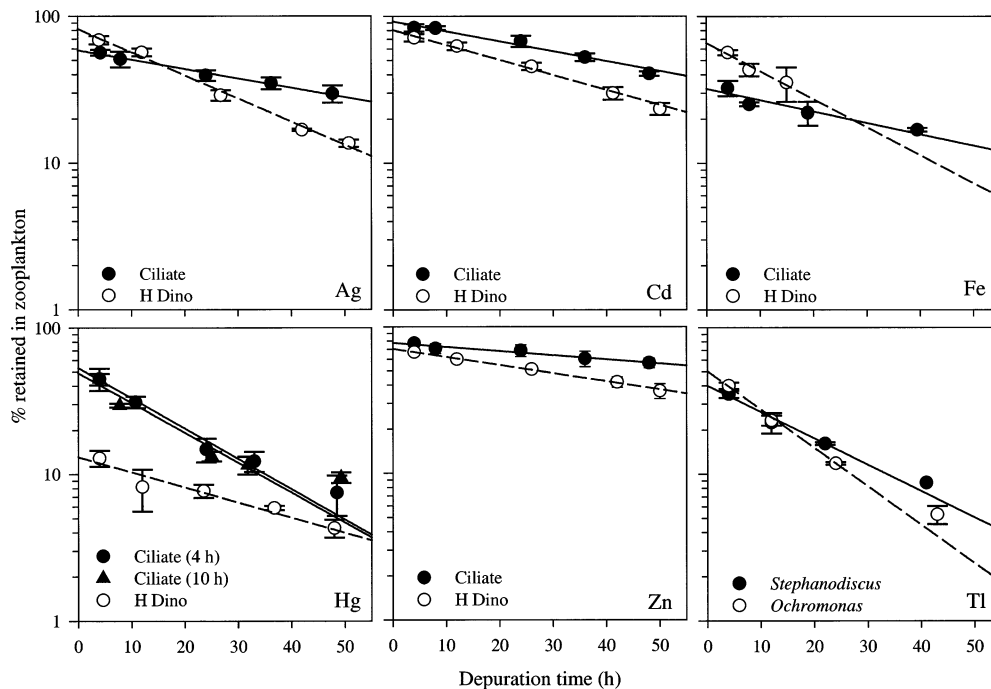 % retained in zooplankton
100
10
1
Ciliate
H Dino
Ag
Ciliate
H Dino
Cd
Ciliate
H Dino
Fe
100
10
1
Ciliate (4 h)
Ciliate (10 h)
H Dino
Hg
Ciliate
H Dino
Zn
Stephanodiscus
Ochromonas
Tl
0 10 20 30 40 50 0 10 20 30 40 50 0 10 20 30 40 50
Depuration time (h)